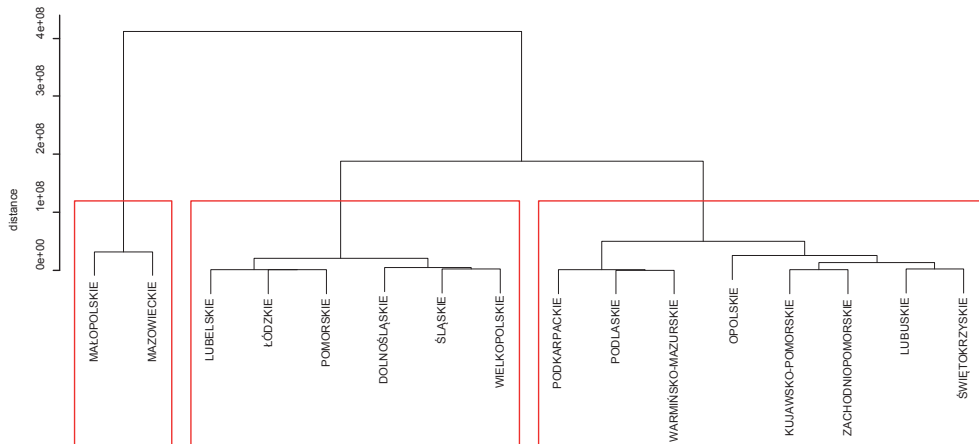 distance
4e+08
3e+08
2e+08
1e+08
0e+00
MAŁOPOLSKIE
MAZOWIECKIE
LUBELSKIE
ŁÓDZKIE
POMORSKIE
DOLNOŚLĄSKIE
ŚLĄSKIE
WIELKOPOLSKIE
PODKARPACKIE
PODLASKIE
WARMIŃSKO-MAZURSKIE
OPOLSKIE
KUJAWSKO-POMORSKIE
ZACHODNIOPOMORSKIE
LUBUSKIE
ŚWIĘTOKRZYSKIE